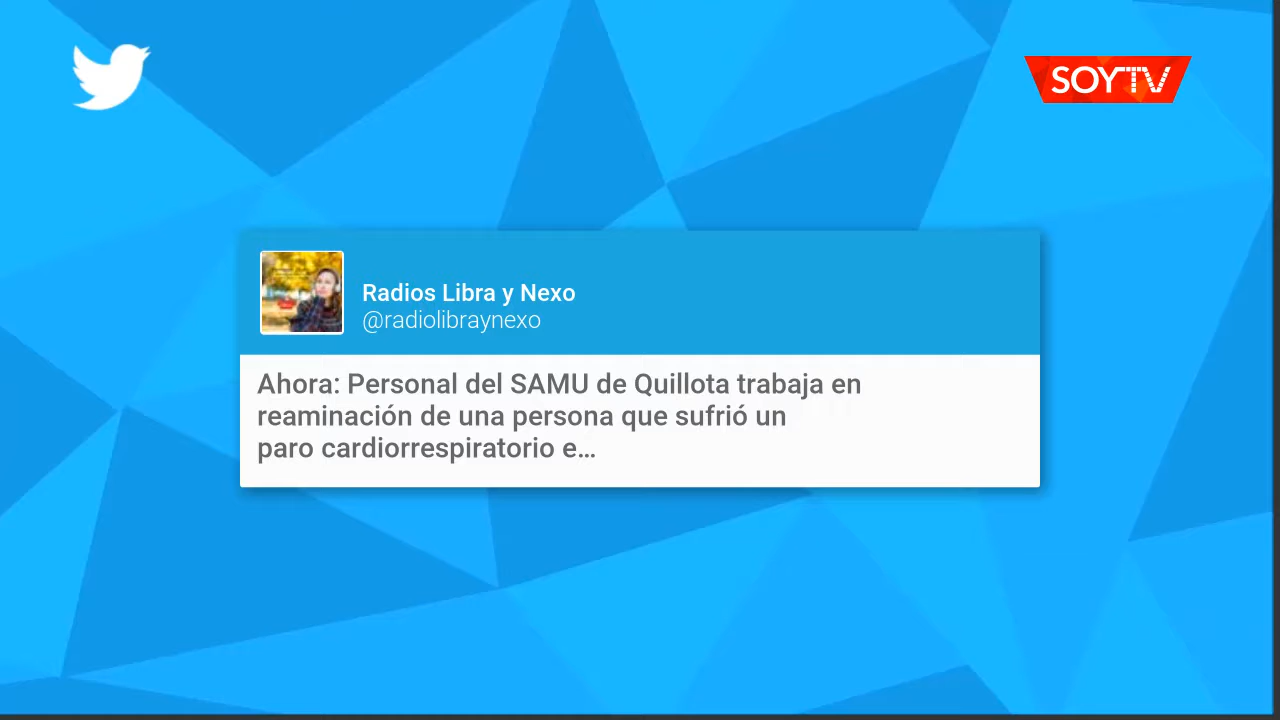 SOYTV
Radios Libra y Nexo
@radiolibraynexo
Ahora: Personal del SAMU de Quillota trabaja en
reaminación de una persona que sufrió un
paro cardiorrespiratorio e…